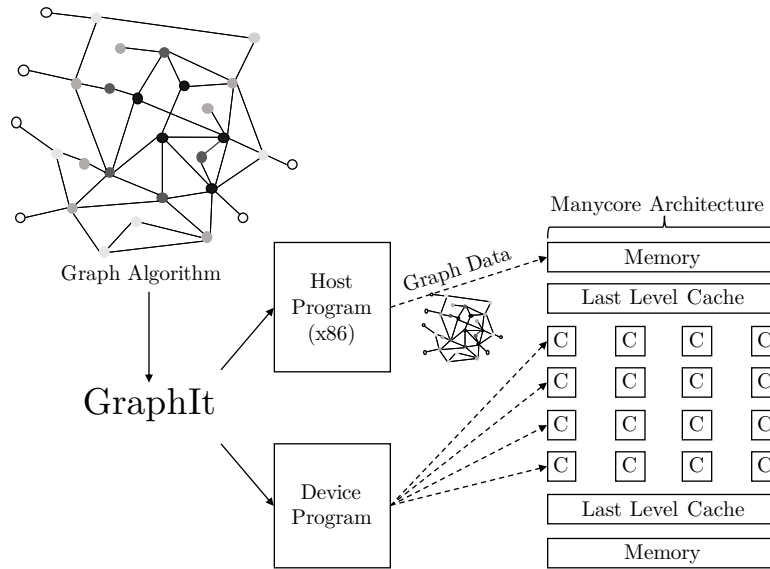 Graph Algorithm
GraphIt
Host
Program
(x86)
Device
Program
Graph Data
Manycore Architecture
Memory
Last Level Cache
C C C C
C C C C
C C C C
C C C C
Last Level Cache
Memory